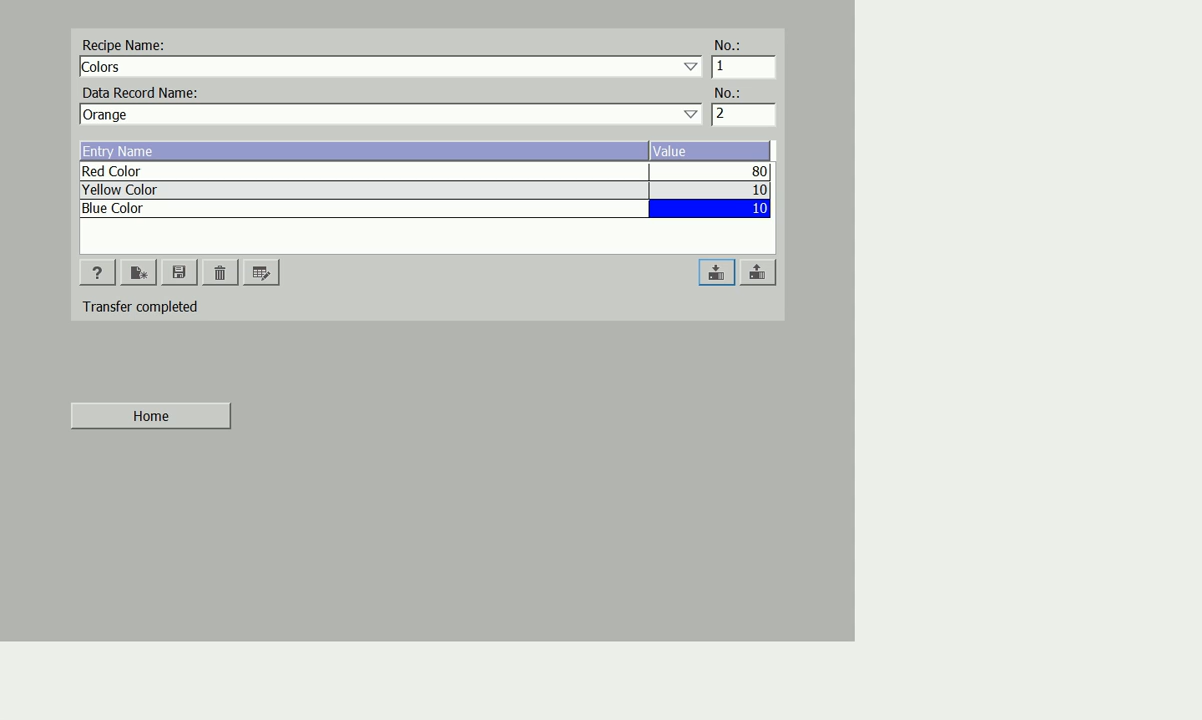 Recipe Name: No.:
Colors 1
Data Record Name: No.:
Orange 2
Entry Name Value
Red Color 80
Yellow Color 10
Blue Color 10
?
Transfer completed
Home